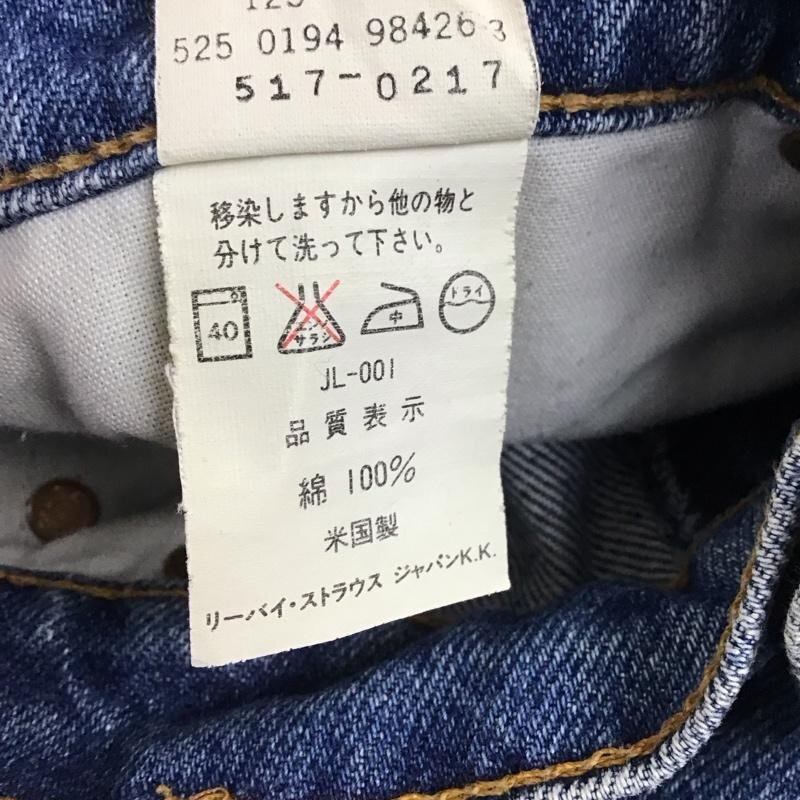 525 0194 98426 3
517-0217
移染しますから他の物と
分けて洗って下さい。
40
サラシ
中
ドライ
JL-001
品質表示
綿 100%
米国製
リーバイ・ストラウス ジャパンK.K.